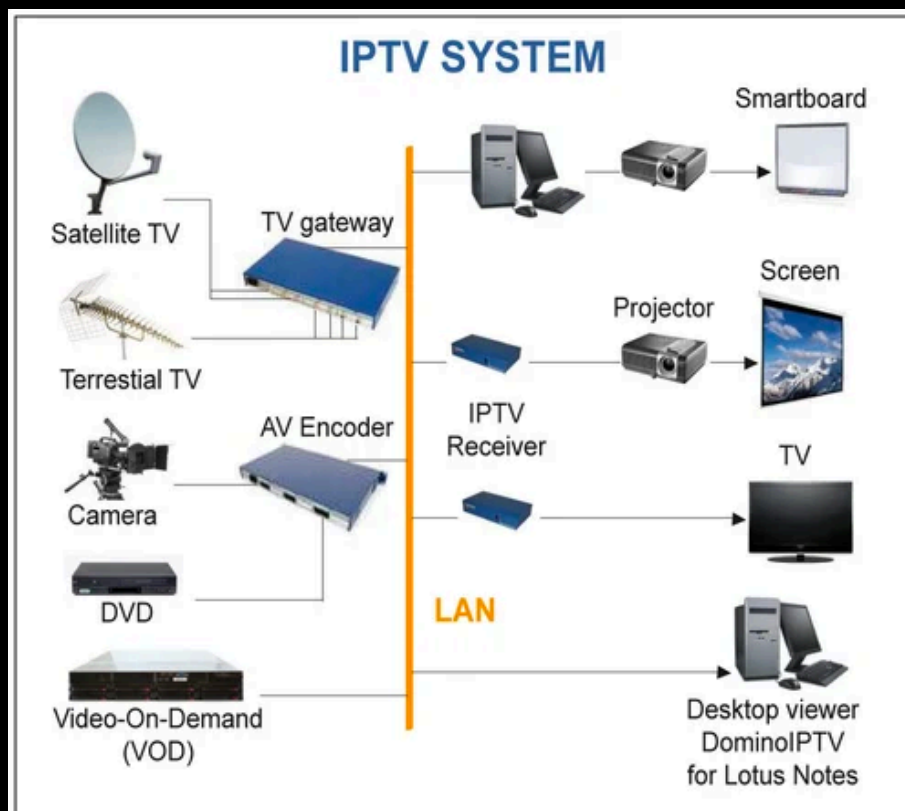 IPTV SYSTEM
Smartboard
Satellite TV
TV gateway
Screen
Projector
Terrestial TV
IPTV
Receiver
AV Encoder
TV
Camera
DVD
LAN
Video-On-Demand
(VOD)
Desktop viewer
DominoIPTV
for Lotus Notes